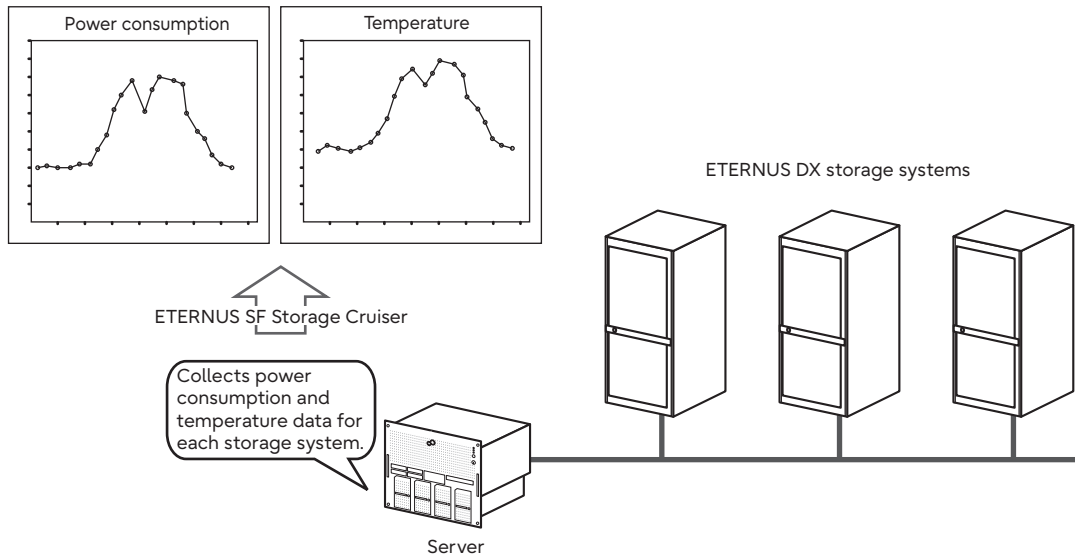 Power consumption
Temperature
ETERNUS DX storage systems
ETERNUS SF Storage Cruiser
Collects power
consumption and
temperature data for
each storage system.
Server